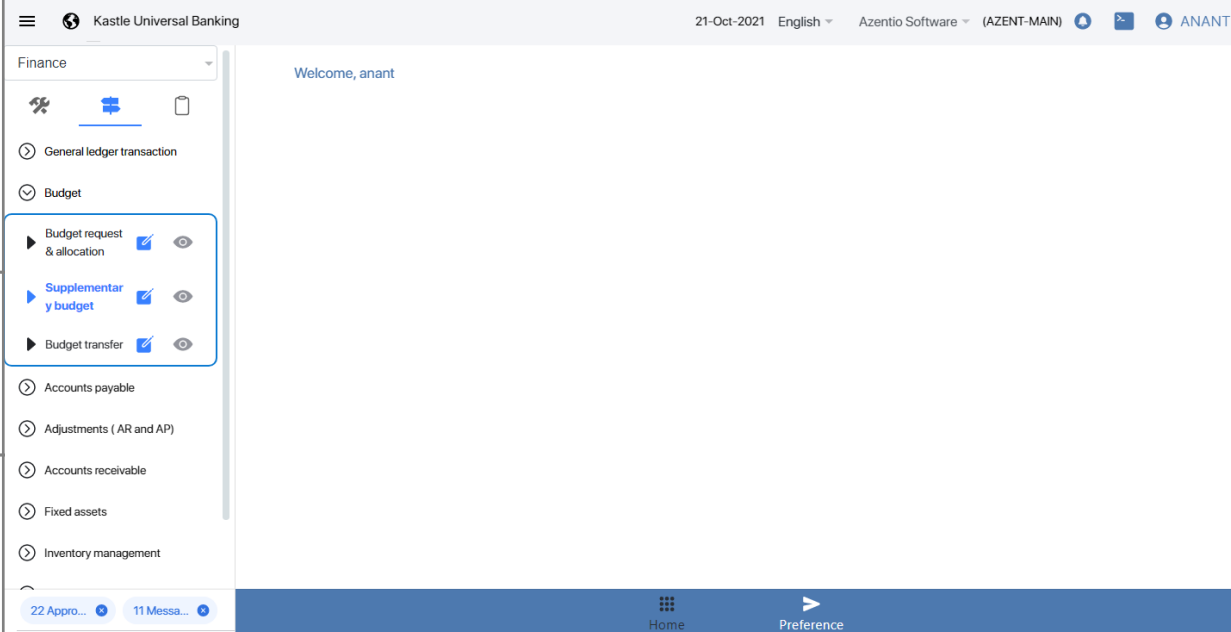 Kastle Universal Banking
21-Oct-2021 English Azentio Software (AZENT-MAIN) ANANT
Finance
Welcome, anant
General ledger transaction
Budget
Budget request
& allocation
Supplementar
y budget
Budget transfer
Accounts payable
Adjustments ( AR and AP)
Accounts receivable
Fixed assets
Inventory management
22 Appro... 11 Messa...
Home
Preference